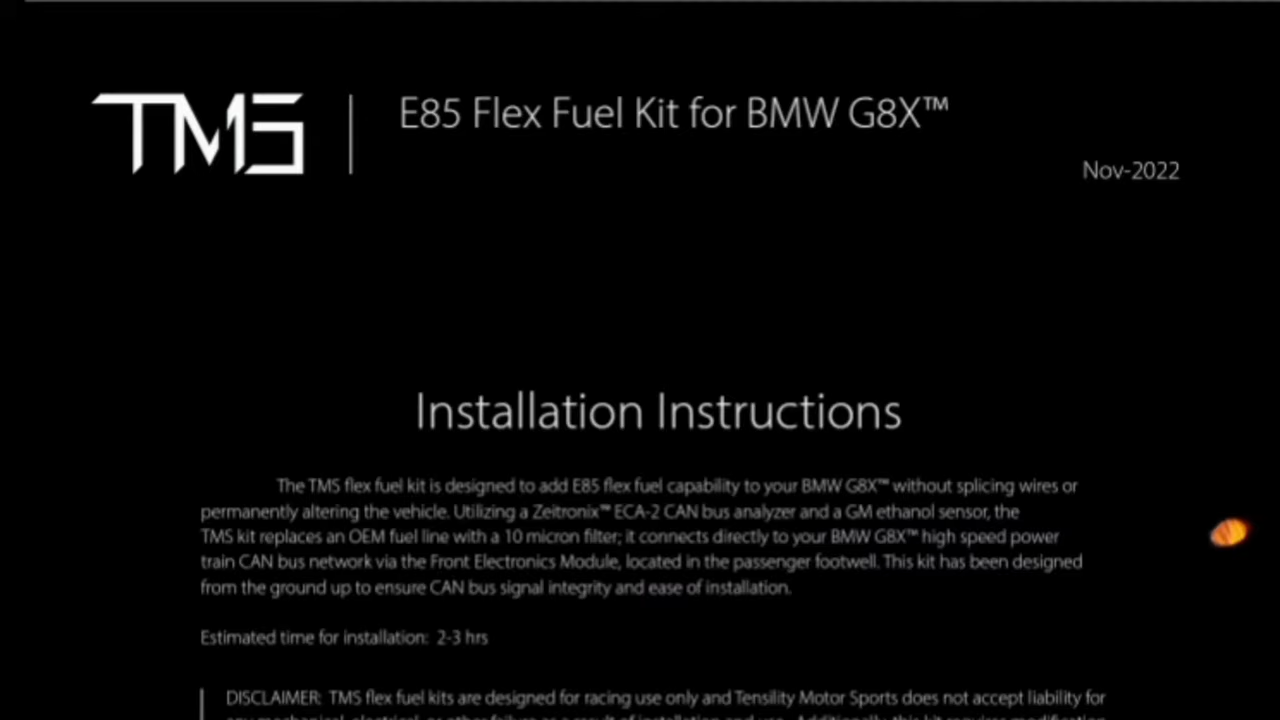 TMS
E85 Flex Fuel Kit for BMW G8X™
Nov-2022
Installation Instructions
The TMS flex fuel kit is designed to add E85 flex fuel capability to your BMW G8X™ without splicing wires or
permanently altering the vehicle. Utilizing a Zeitronix™ ECA-2 CAN bus analyzer and a GM ethanol sensor, the
TMS kit replaces an OEM fuel line with a 10 micron filter; it connects directly to your BMW G8X™ high speed power
train CAN bus network via the Front Electronics Module, located in the passenger footwell. This kit has been designed
from the ground up to ensure CAN bus signal integrity and ease of installation.
Estimated time for installation: 2-3 hrs
DISCLAIMER: TMS flex fuel kits are designed for racing use only and Tensility Motor Sports does not accept liability for